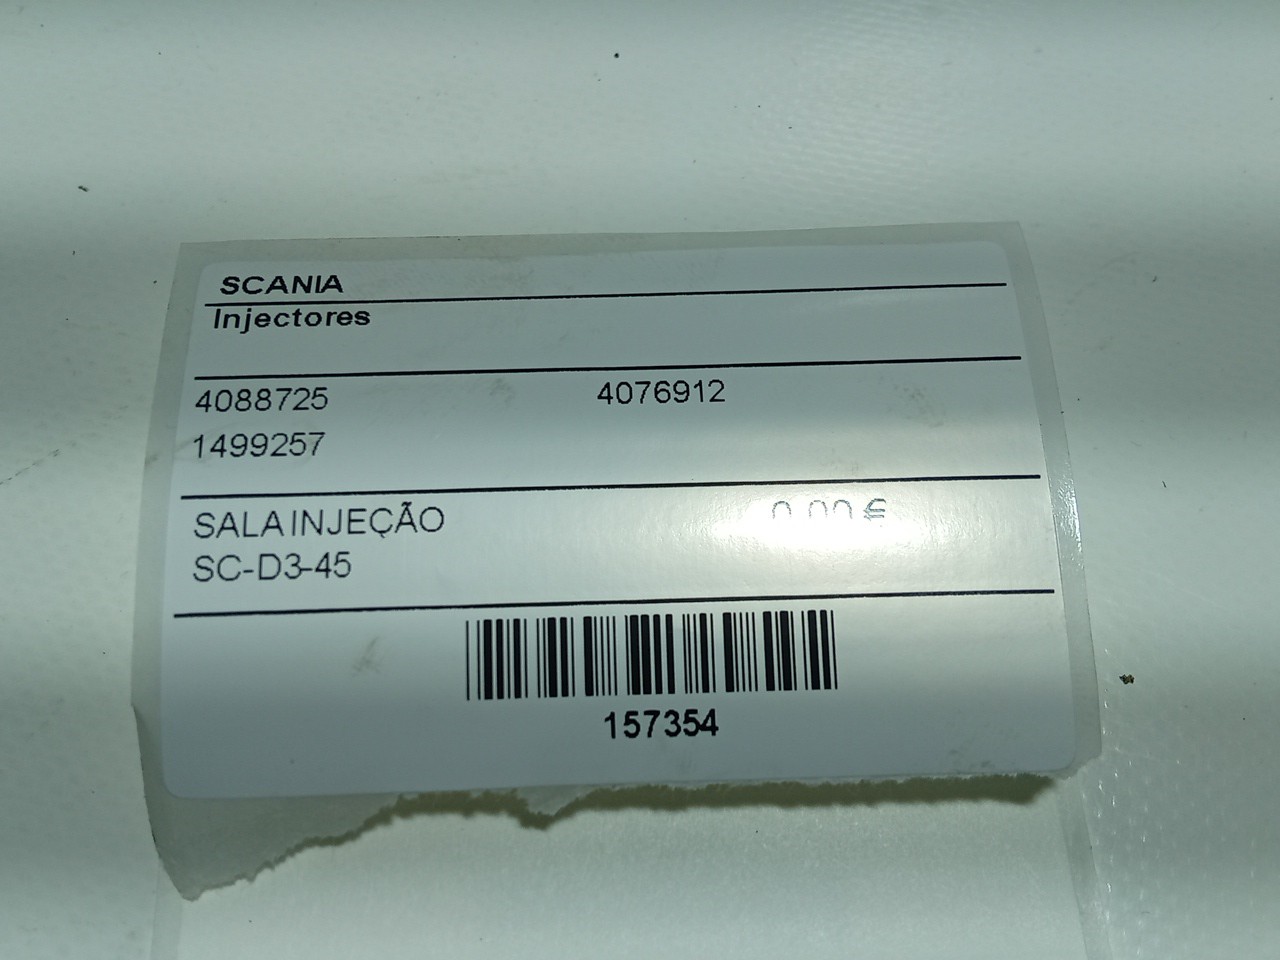 SCANIA
Injectores
4088725 4076912
1499257
SALA INJEÇÃO 0,00 €
SC-D3-45
157354